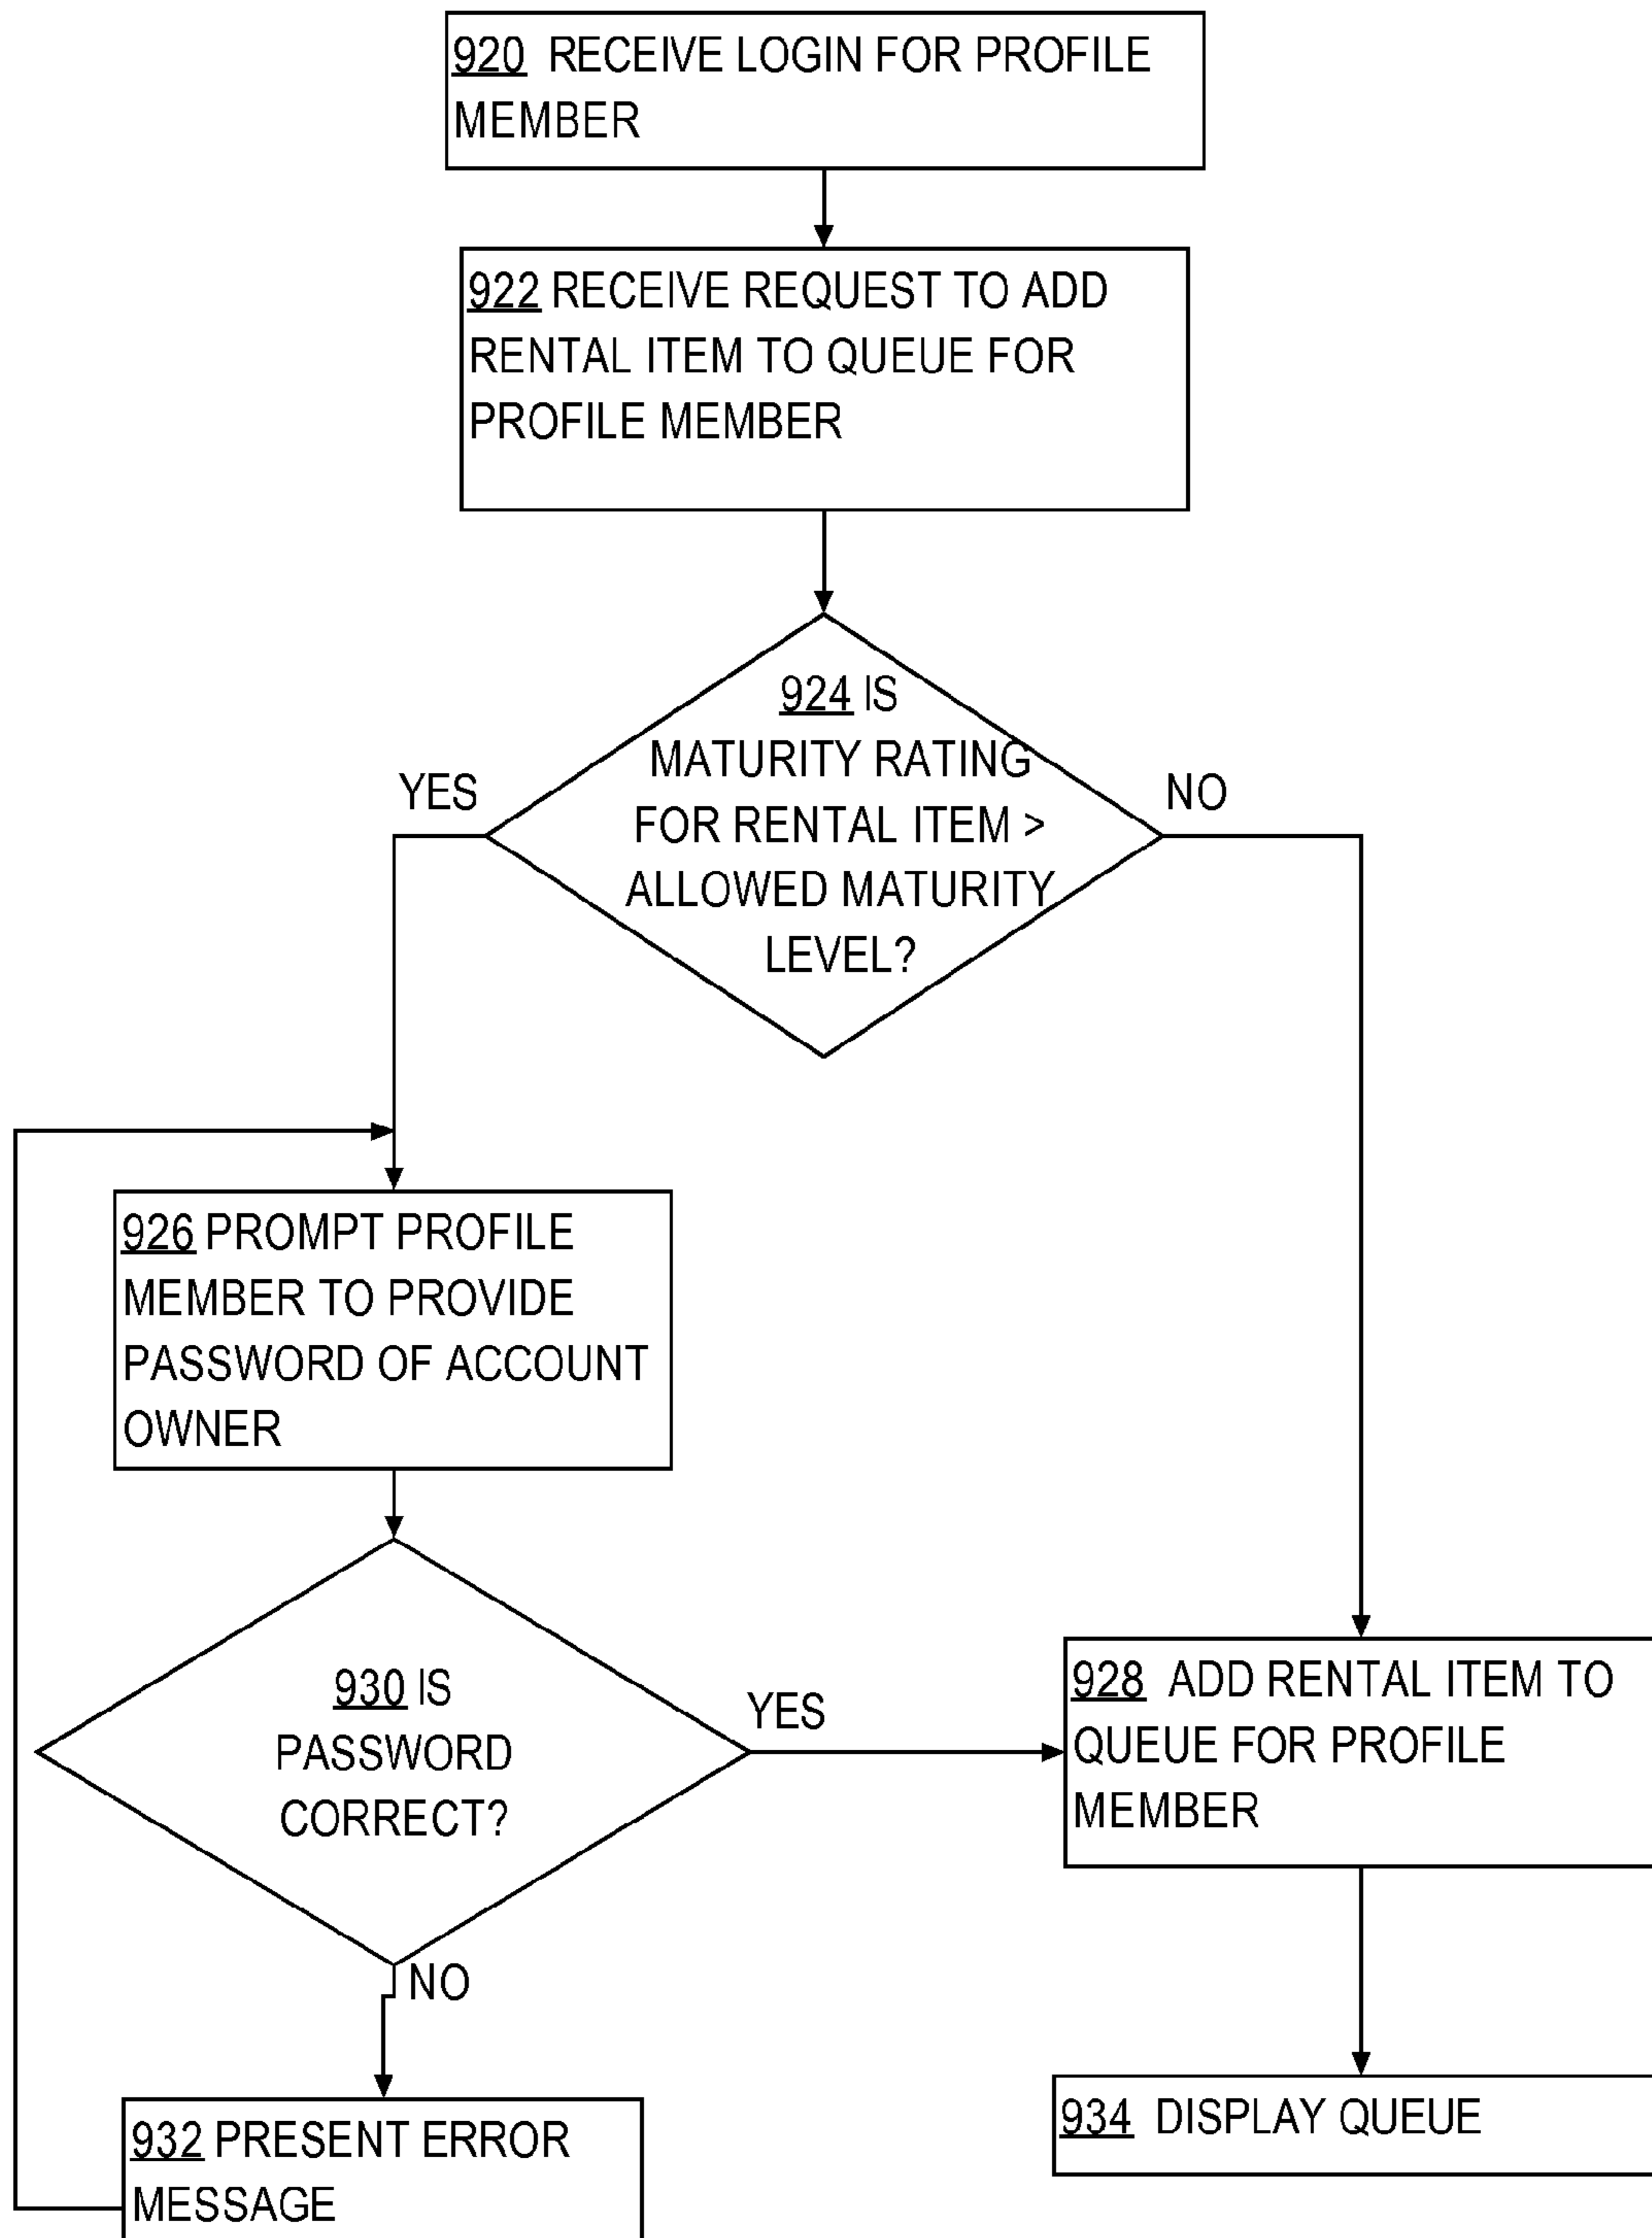 920 RECEIVE LOGIN FOR PROFILE
MEMBER
922 RECEIVE REQUEST TO ADD
RENTAL ITEM TO QUEUE FOR
PROFILE MEMBER
924 IS
MATURITY RATING
FOR RENTAL ITEM >
ALLOWED MATURITY
LEVEL?
YES
NO
926 PROMPT PROFILE
MEMBER TO PROVIDE
PASSWORD OF ACCOUNT
OWNER
930 IS
PASSWORD
CORRECT?
YES
NO
928 ADD RENTAL ITEM TO
QUEUE FOR PROFILE
MEMBER
932 PRESENT ERROR
MESSAGE
934 DISPLAY QUEUE